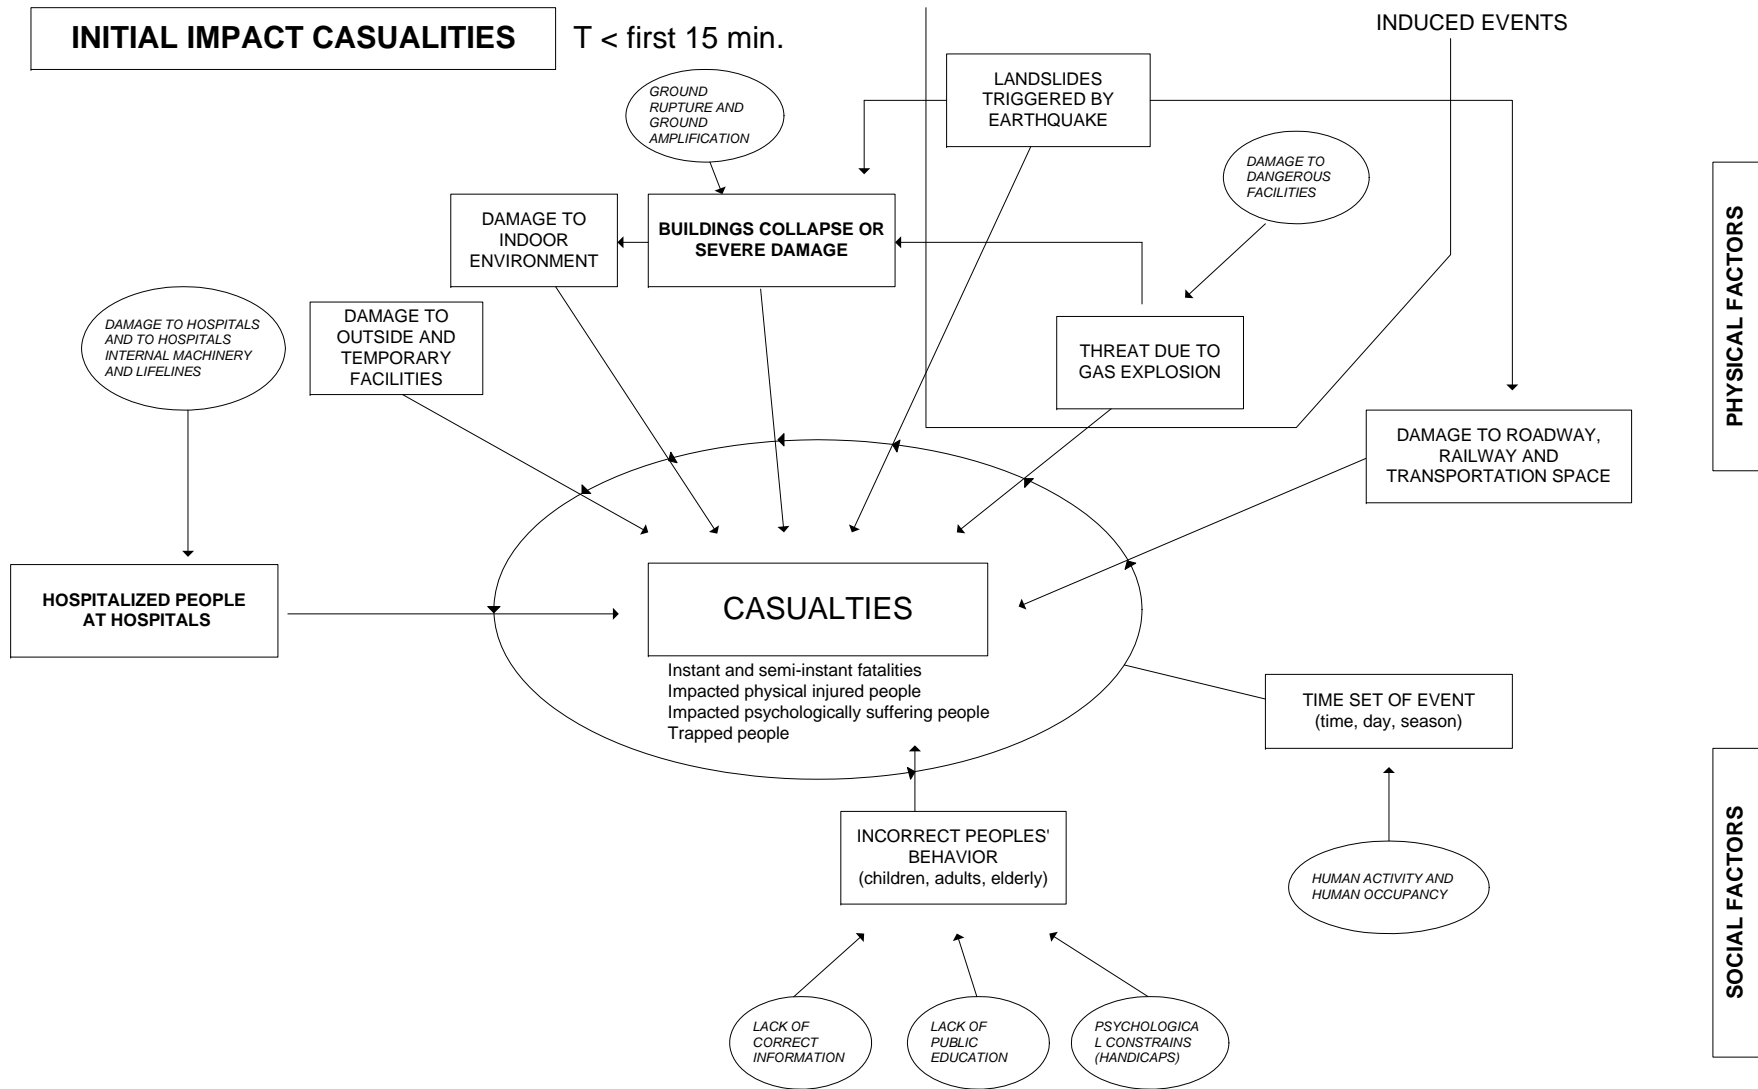 INITIAL IMPACT CASUALITIES
T < first 15 min.
INDUCED EVENTS
LANDSLIDES
TRIGGERED BY
EARTHQUAKE
GROUND
RUPTURE AND
GROUND
AMPLIFICATION
DAMAGE TO
DANGEROUS
FACILITIES
PHYSICAL FACTORS
DAMAGE TO
INDOOR
ENVIRONMENT
BUILDINGS COLLAPSE OR
SEVERE DAMAGE
DAMAGE TO HOSPITALS
AND TO HOSPITALS
INTERNAL MACHINERY
AND LIFELINES
DAMAGE TO
OUTSIDE AND
TEMPORARY
FACILITIES
THREAT DUE TO
GAS EXPLOSION
DAMAGE TO ROADWAY,
RAILWAY AND
TRANSPORTATION SPACE
HOSPITALIZED PEOPLE
AT HOSPITALS
CASUALTIES
Instant and semi-instant fatalities
Impacted physical injured people
Impacted psychologically suffering people
Trapped people
TIME SET OF EVENT
(time, day, season)
SOCIAL FACTORS
INCORRECT PEOPLES'
BEHAVIOR
(children, adults, elderly)
HUMAN ACTIVITY AND
HUMAN OCCUPANCY
LACK OF
CORRECT
INFORMATION
LACK OF
PUBLIC
EDUCATION
PSYCHOLOGICA
L CONSTRAINS
(HANDICAPS)